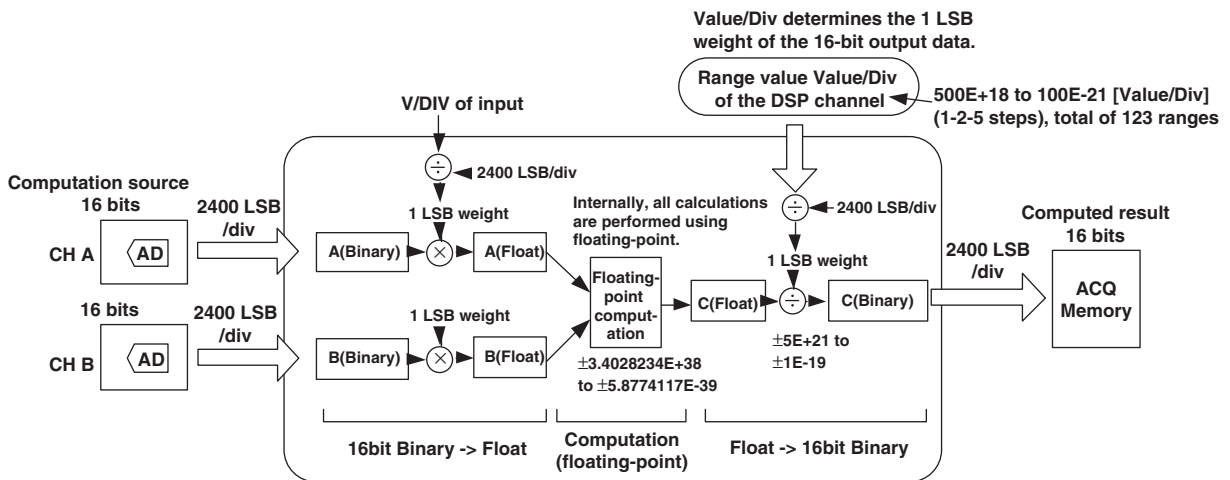 Value/Div determines the 1 LSB
weight of the 16-bit output data.
Range value Value/Div
of the DSP channel
500E+18 to 100E-21 [Value/Div]
(1-2-5 steps), total of 123 ranges
V/DIV of input
÷
2400 LSB/div
Computation source
16 bits
CH A
AD
2400 LSB
/div
1 LSB weight
A(Binary)
×
A(Float)
16 bits
CH B
AD
2400 LSB
/div
1 LSB weight
B(Binary)
×
B(Float)
Internally, all calculations
are performed using
floating-point.
Floating-
point
comput-
ation
±3.4028234E+38
to ±5.8774117E-39
÷
2400 LSB/div
1 LSB weight
C(Float)
÷
C(Binary)
±5E+21 to
±1E-19
2400 LSB
/div
Computed result
16 bits
ACQ
Memory
16bit Binary -> Float
Computation
(floating-point)
Float -> 16bit Binary